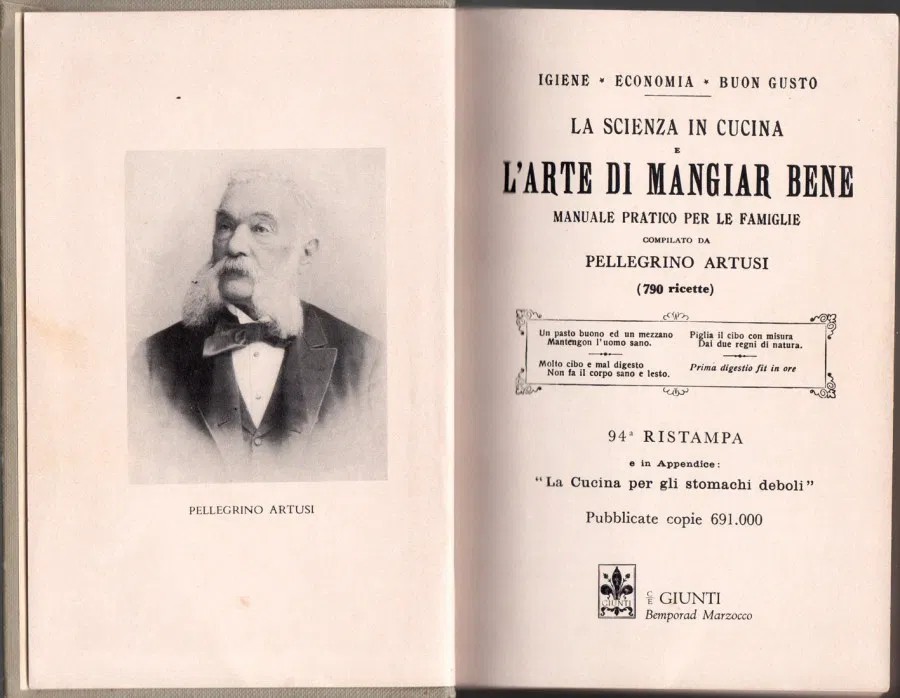 PELLEGRINO ARTUSI
IGIENE * ECONOMIA * BUON GUSTO
LA SCIENZA IN CUCINA
E
L'ARTE DI MANGIAR BENE
MANUALE PRATICO PER LE FAMIGLIE
COMPILATO DA
PELLEGRINO ARTUSI
(790 ricette)
Un pasto buono ed un mezzano
Mantengon l'uomo sano.
Molto cibo e mal digesto
Non fa il corpo sano e lesto.
Piglia il cibo con misura
Dai due regni di natura.
Prima digestio fit in ore
94ª RISTAMPA
e in Appendice:
"La Cucina per gli stomachi deboli"
Pubblicate copie 691.000
GIUNTI
C/E GIUNTI
Bemporad Marzocco